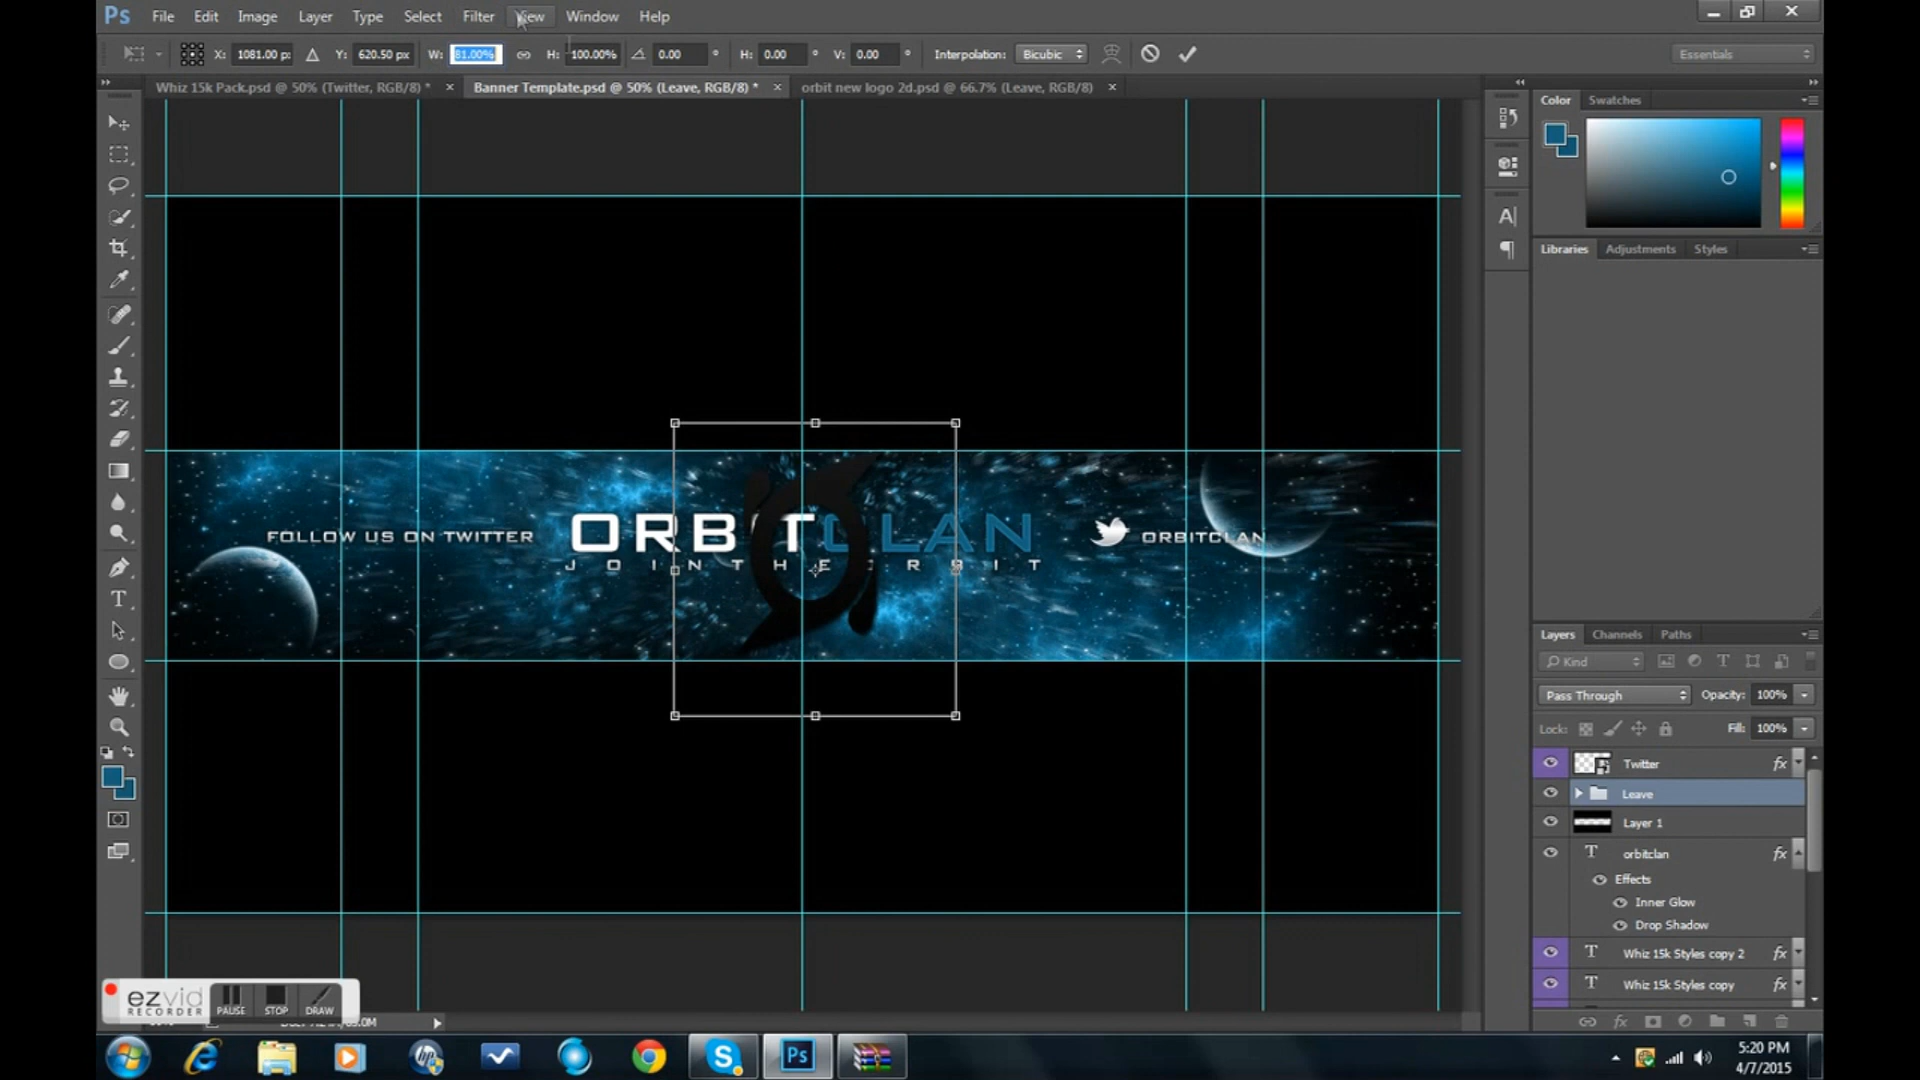 Ps File Edit Image Layer Type Select Filter View Window Help
X: 1081.00 p: Y: 620.50 px W: 81.00% H: 100.00% 0.00 ° H: 0.00 ° V: 0.00 ° Interpolation: Bicubic Essentials
Whiz 15k Pack.psd @ 50% (Twitter, RGB/8) * Banner Template.psd @ 50% (Leave, RGB/8) * orbit new logo 2d.psd @ 66.7% (Leave, RGB/8)
Color Swatches
Libraries Adjustments Styles
FOLLOW US ON TWITTER
ORBITCLAN
JOINTHEORBIT
ORBITCLAN
Layers Channels Paths
Kind
Pass Through Opacity: 100%
Lock: Fill: 100%
Twitter fx
Leave
Layer 1
T orbitclan fx
Effects
Inner Glow
Drop Shadow
T Whiz 15k Styles copy 2 fx
T Whiz 15k Styles copy fx
ezvid
RECORDER
PAUSE STOP DRAW
5:20 PM
4/7/2015